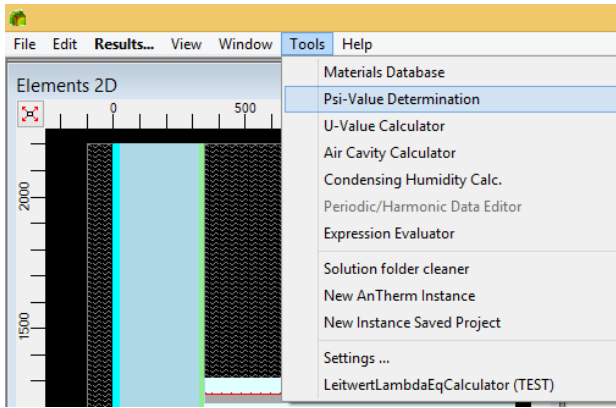 File Edit Results... View Window Tools Help
Elements 2D
0 500
2000
1500
Materials Database
Psi-Value Determination
U-Value Calculator
Air Cavity Calculator
Condensing Humidity Calc.
Periodic/Harmonic Data Editor
Expression Evaluator
Solution folder cleaner
New AnTherm Instance
New Instance Saved Project
Settings ...
LeitwertLambdaEqCalculator (TEST)